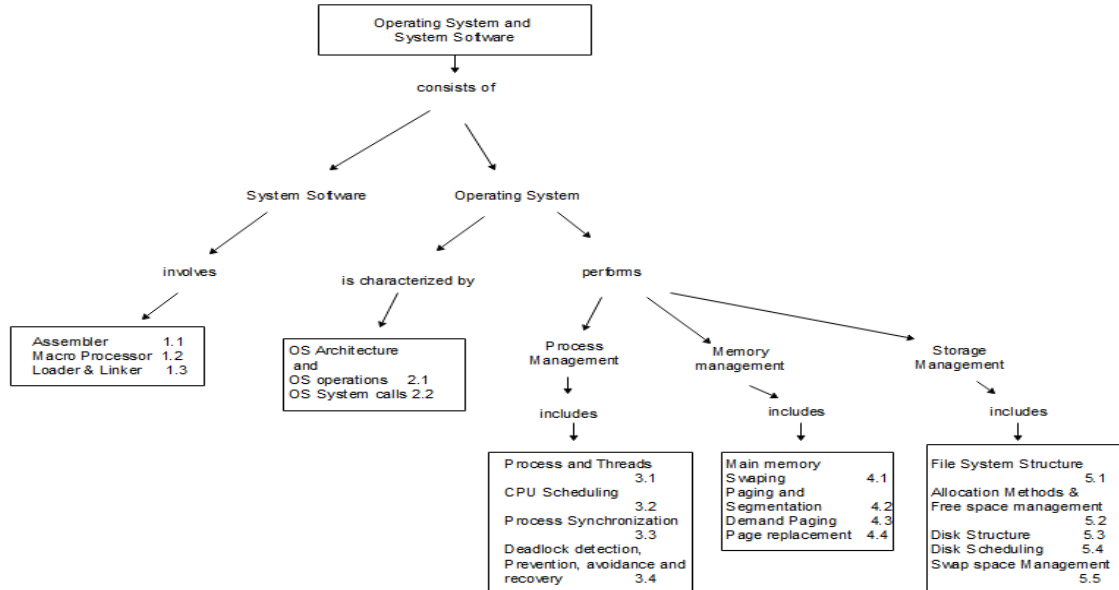 Operating System and
System Software
consists of
System Software
Operating System
involves
is characterized by
performs
Assembler 1.1
Macro Processor 1.2
Loader & Linker 1.3
OS Architecture
and
OS operations 2.1
OS System calls 2.2
Process
Management
Memory
management
Storage
Management
includes
includes
includes
Process and Threads
3.1
CPU Scheduling
3.2
Process Synchronization
3.3
Deadlock detection,
Prevention, avoidance and
recovery 3.4
Main memory
Swaping 4.1
Paging and
Segmentation 4.2
Demand Paging 4.3
Page replacement 4.4
File System Structure
5.1
Allocation Methods &
Free space management
5.2
Disk Structure 5.3
Disk Scheduling 5.4
Swap space Management
5.5